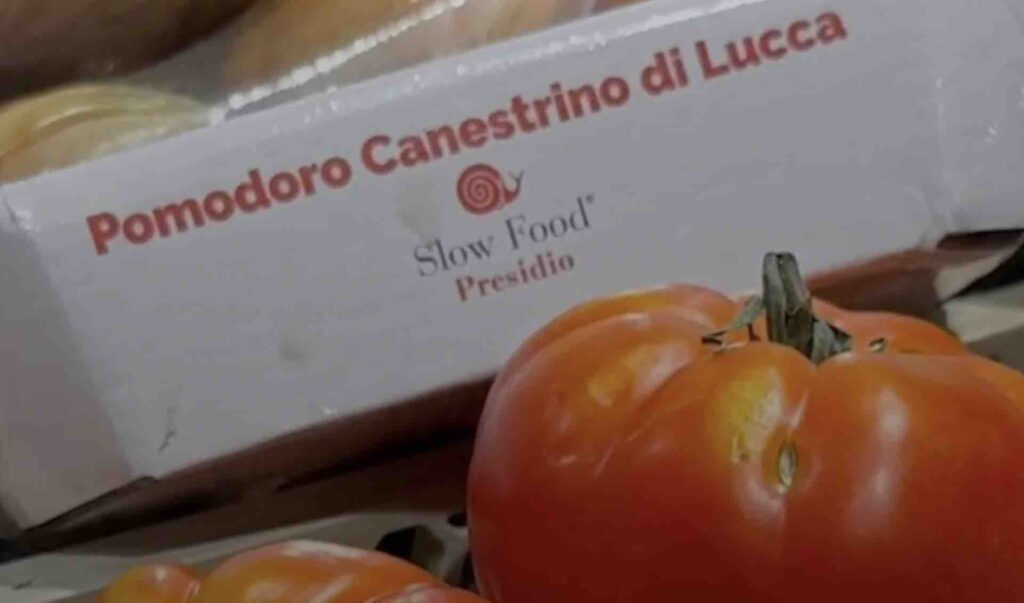 Pomodoro Canestrino di Lucca
Slow Food®
Presidio